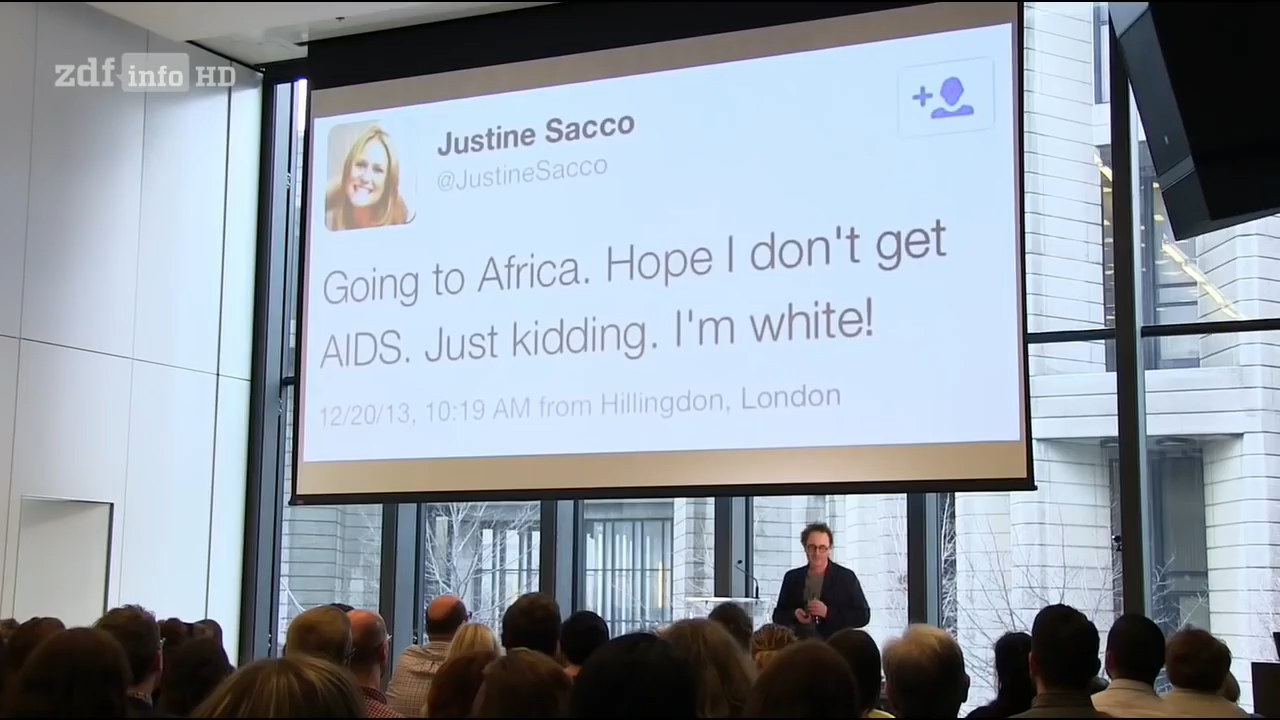 zdf info HD
Justine Sacco
@JustineSacco
Going to Africa. Hope I don't get
AIDS. Just kidding. I'm white!
12/20/13, 10:19 AM from Hillingdon, London